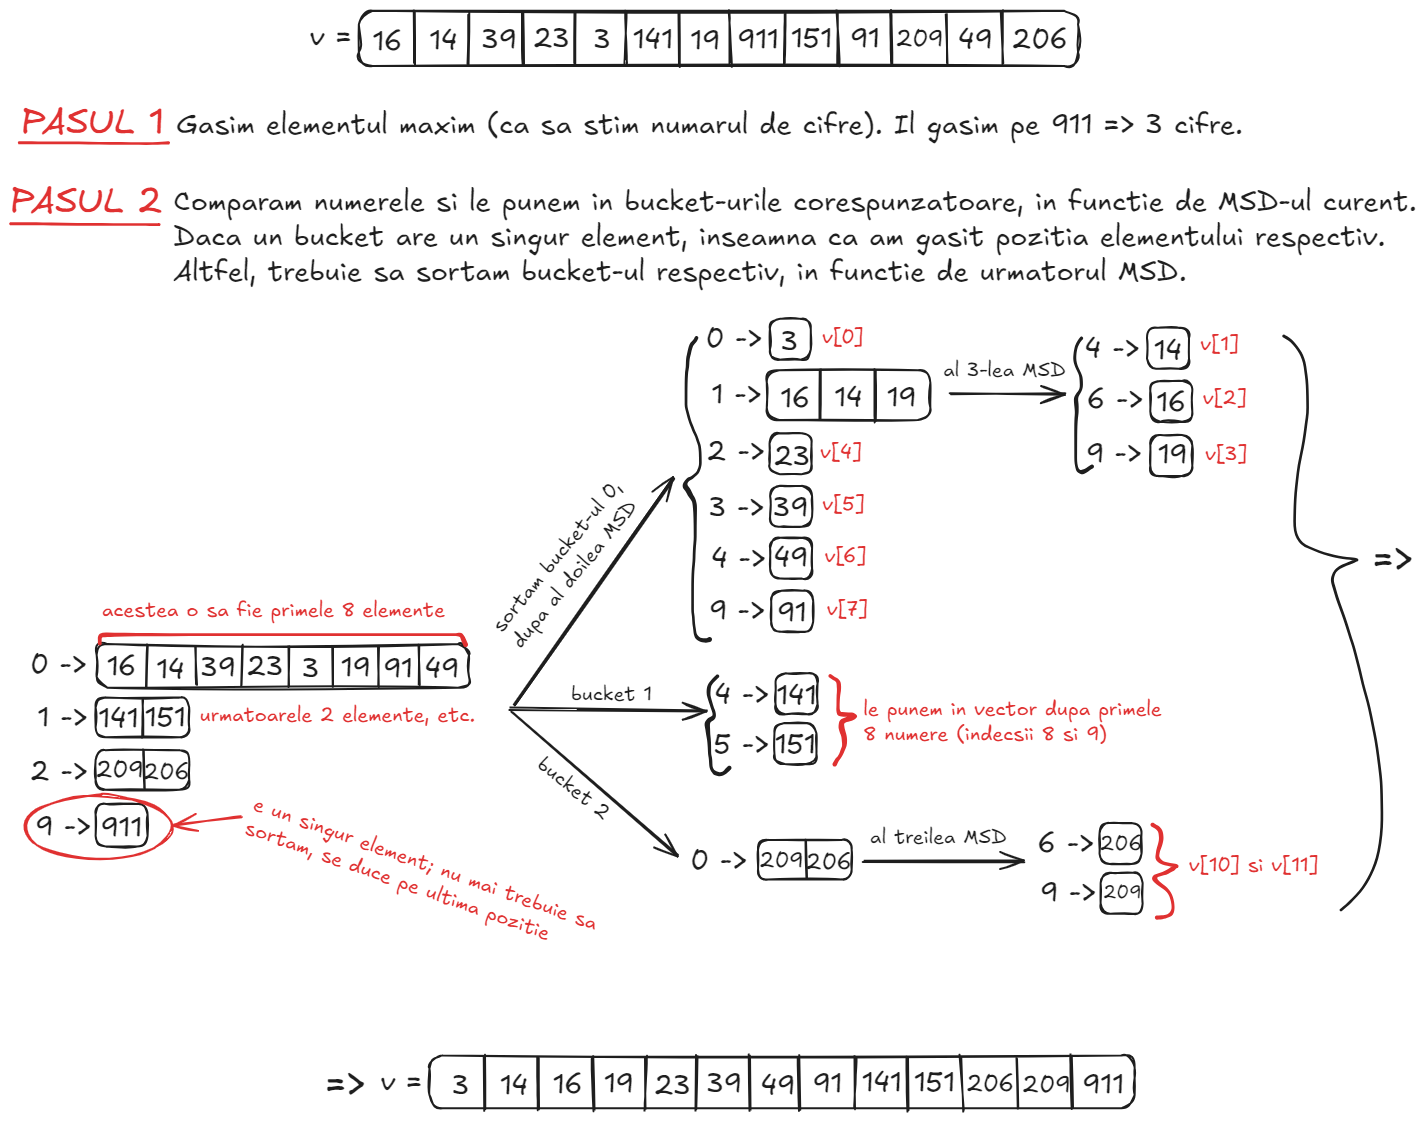 v = 16 14 39 23 3 141 19 911 151 91 209 49 206
PASUL 1 Gasim elementul maxim (ca sa stim numarul de cifre). Il gasim pe 911 => 3 cifre.
PASUL 2 Comparam numerele si le punem in bucket-urile corespunzatoare, in functie de MSD-ul curent.
Daca un bucket are un singur element, inseamna ca am gasit pozitia elementului respectiv.
Altfel, trebuie sa sortam bucket-ul respectiv, in functie de urmatorul MSD.
acestea o sa fie primele 8 elemente
0 -> 16 14 39 23 3 19 91 49
1 -> 141 151 urmatoarele 2 elemente, etc.
2 -> 209 206
9 -> 911
e un singur element; nu mai trebuie sa
sortam, se duce pe ultima pozitie
sortam bucket-ul 0,
dupa al doilea MSD
0 -> 3 v[0]
1 -> 16 14 19
2 -> 23 v[4]
3 -> 39 v[5]
4 -> 49 v[6]
9 -> 91 v[7]
al 3-lea MSD
4 -> 14 v[1]
6 -> 16 v[2]
9 -> 19 v[3]
bucket 1
4 -> 141
5 -> 151
le punem in vector dupa primele
8 numere (indecsii 8 si 9)
bucket 2
0 -> 209 206
al treilea MSD
6 -> 206
9 -> 209
v[10] si v[11]
=>
=> v = 3 14 16 19 23 39 49 91 141 151 206 209 911